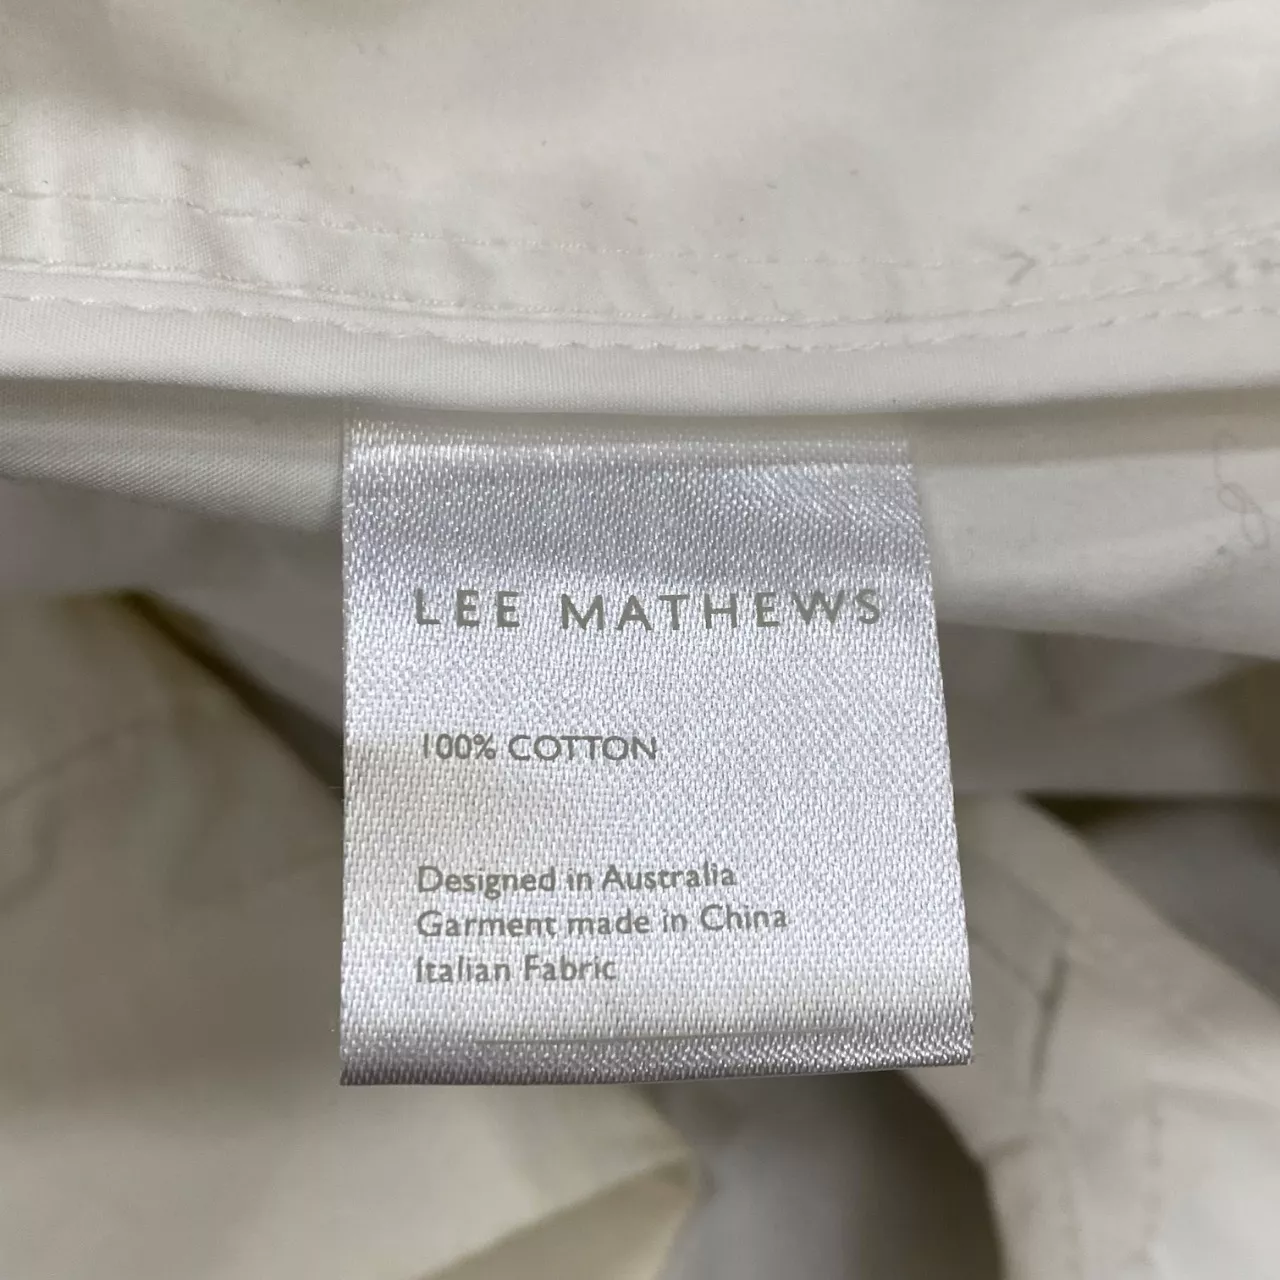 LEE MATHEWS
100% COTTON
Designed in Australia
Garment made in China
Italian Fabric